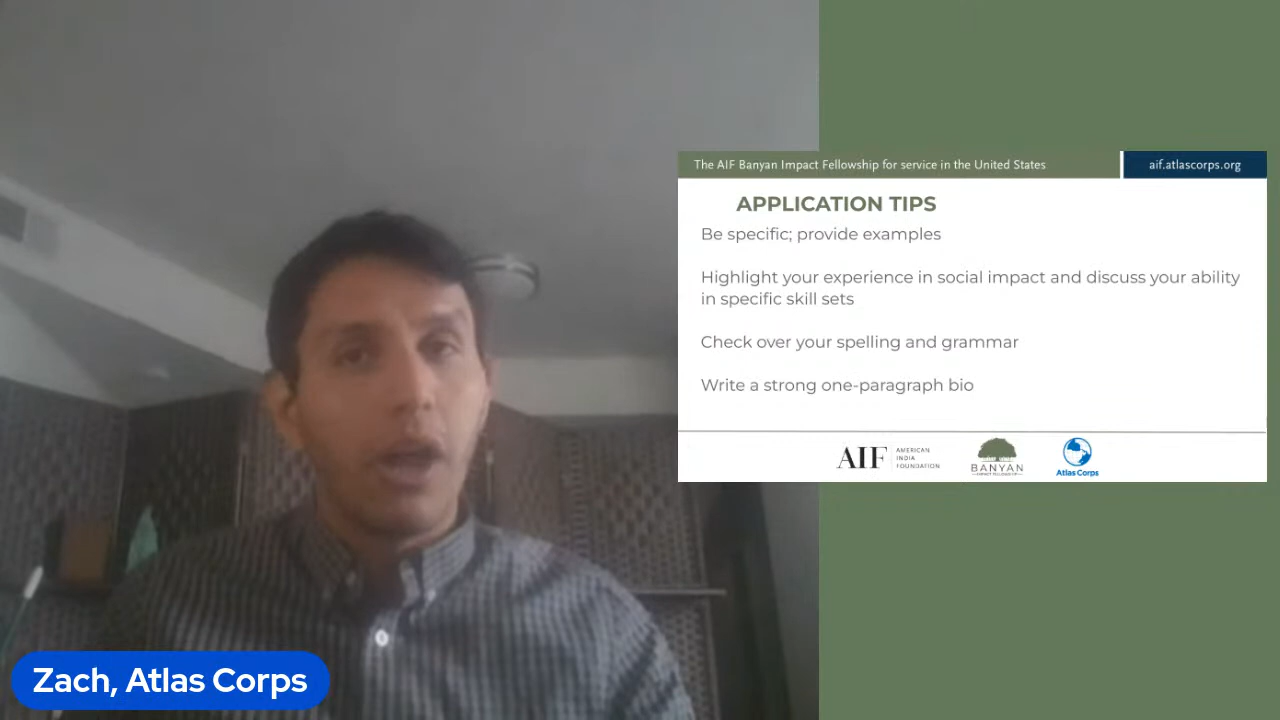 The AIF Banyan Impact Fellowship for service in the United States
aif.atlascorps.org
APPLICATION TIPS
Be specific; provide examples
Highlight your experience in social impact and discuss your ability
in specific skill sets
Check over your spelling and grammar
Write a strong one-paragraph bio
AIF
AMERICAN
INDIA
FOUNDATION
BANYAN
IMPACT FELLOWSHIP
Atlas Corps
Zach, Atlas Corps